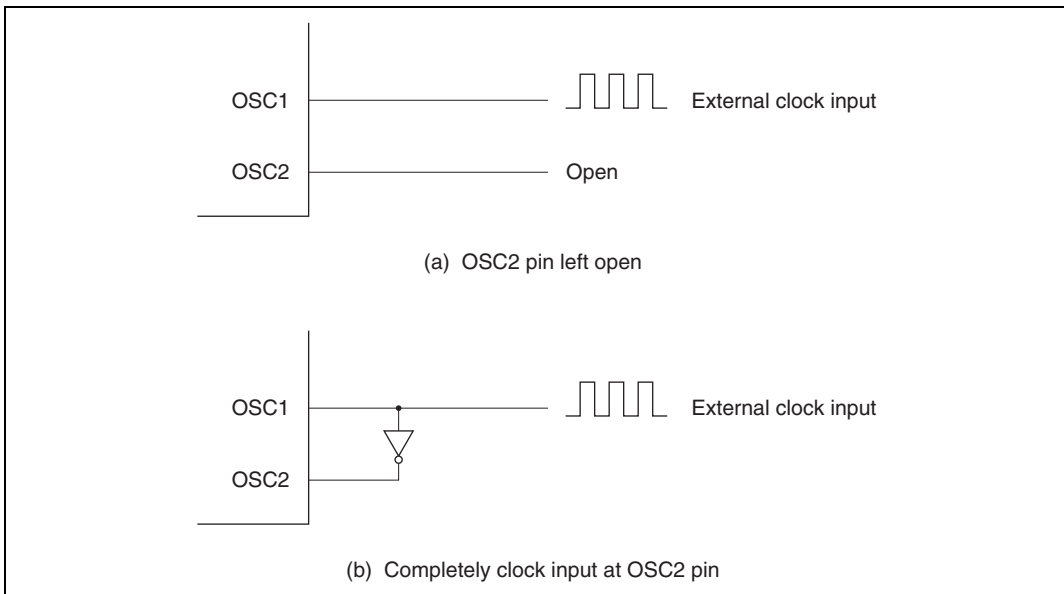 OSC1
External clock input
OSC2
Open
(a) OSC2 pin left open
OSC1
External clock input
OSC2
(b) Completely clock input at OSC2 pin